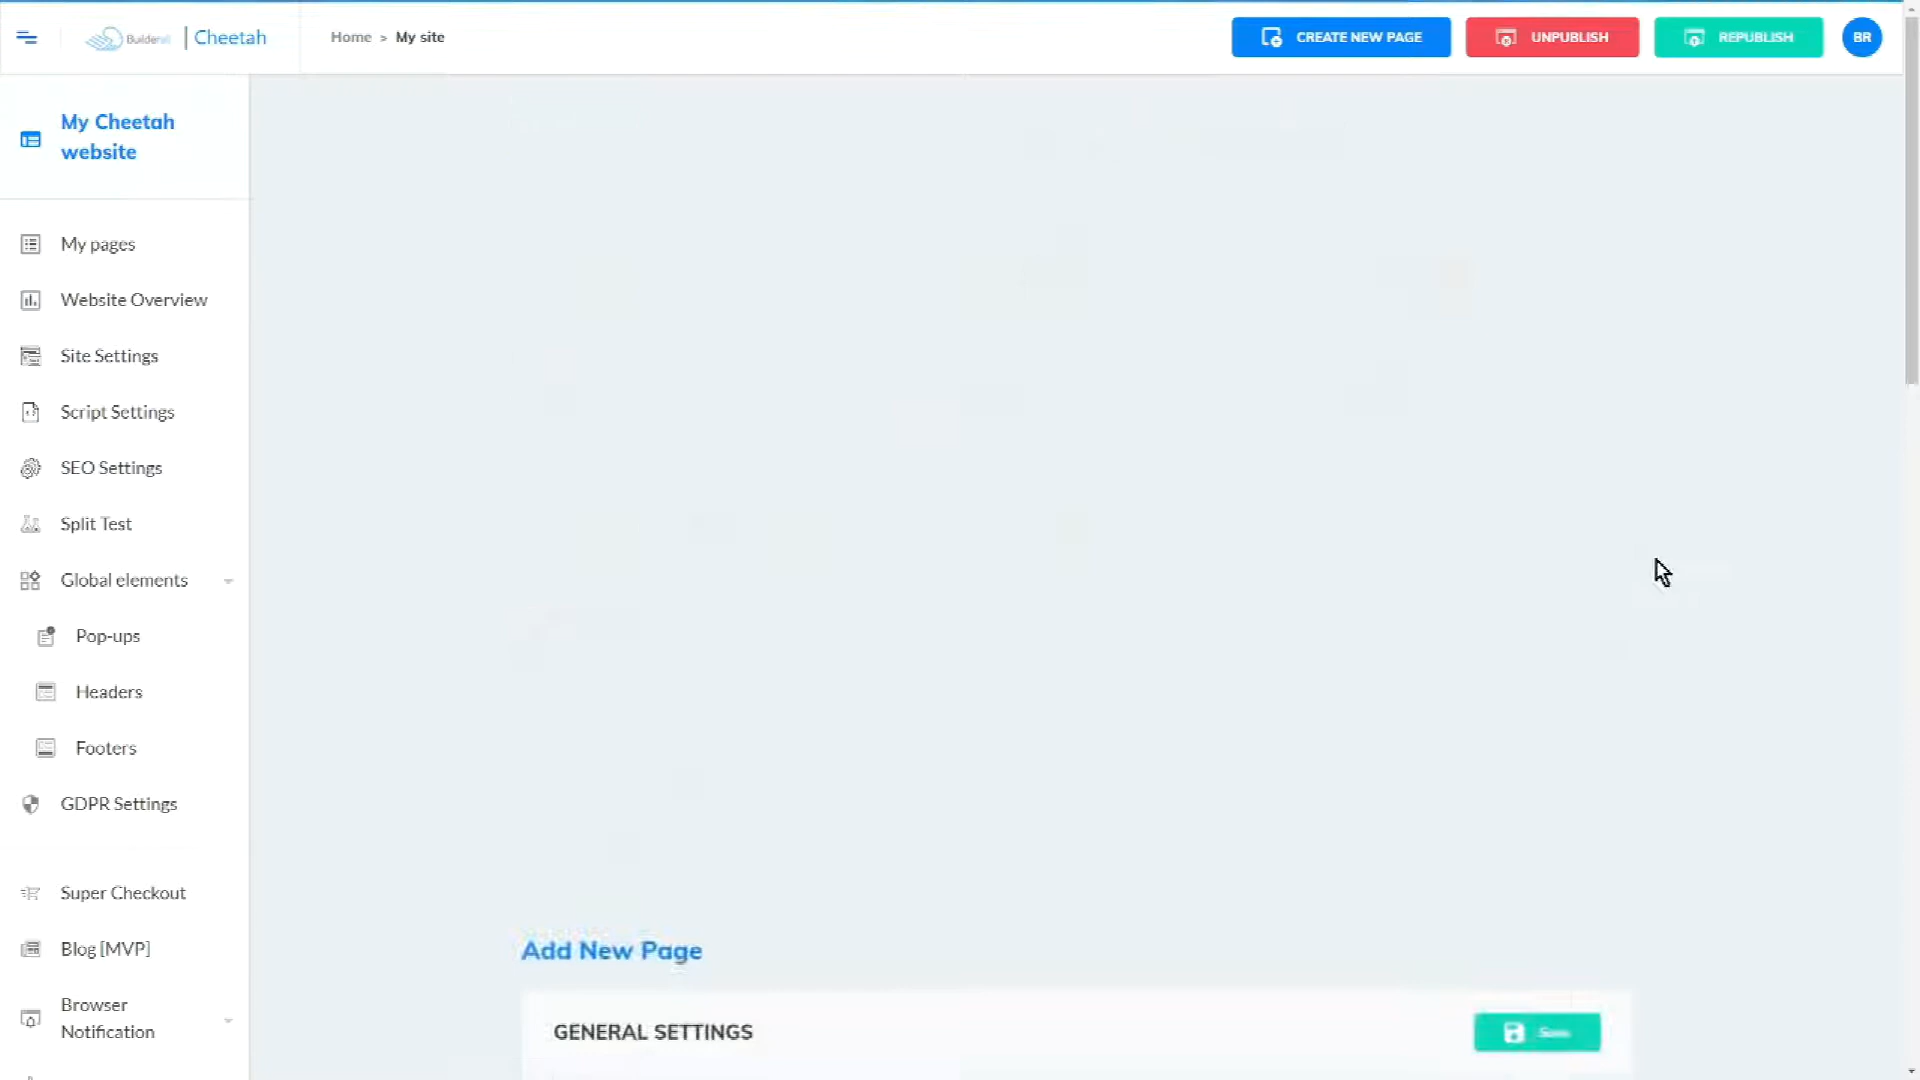 Builderall | Cheetah
Home > My site
CREATE NEW PAGE
UNPUBLISH
REPUBLISH
BR
My Cheetah
website
My pages
Website Overview
Site Settings
Script Settings
SEO Settings
Split Test
Global elements
Pop-ups
Headers
Footers
GDPR Settings
Super Checkout
Blog [MVP]
Browser
Notification
Add New Page
GENERAL SETTINGS
Save